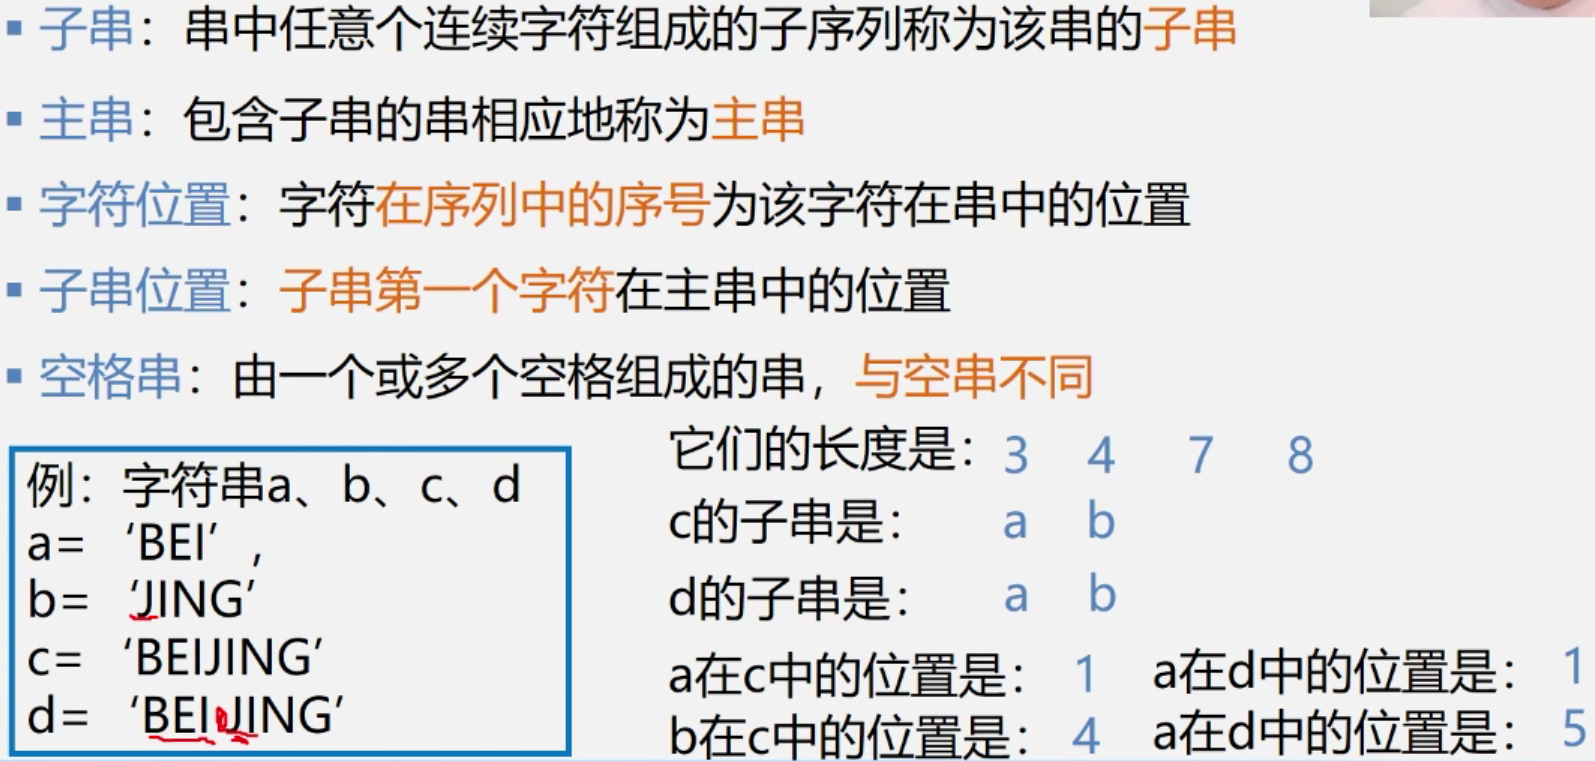 ▪ 子串：串中任意个连续字符组成的子序列称为该串的子串
▪ 主串：包含子串的串相应地称为主串
▪ 字符位置：字符在序列中的序号为该字符在串中的位置
▪ 子串位置：子串第一个字符在主串中的位置
▪ 空格串：由一个或多个空格组成的串，与空串不同
例：字符串a、b、c、d
a= ‘BEI’，
b= ‘JING’
c= ‘BEIJING’
d= ‘BEI JING’
它们的长度是： 3 4 7 8
c的子串是： a b
d的子串是： a b
a在c中的位置是： 1 a在d中的位置是： 1
b在c中的位置是： 4 a在d中的位置是： 5